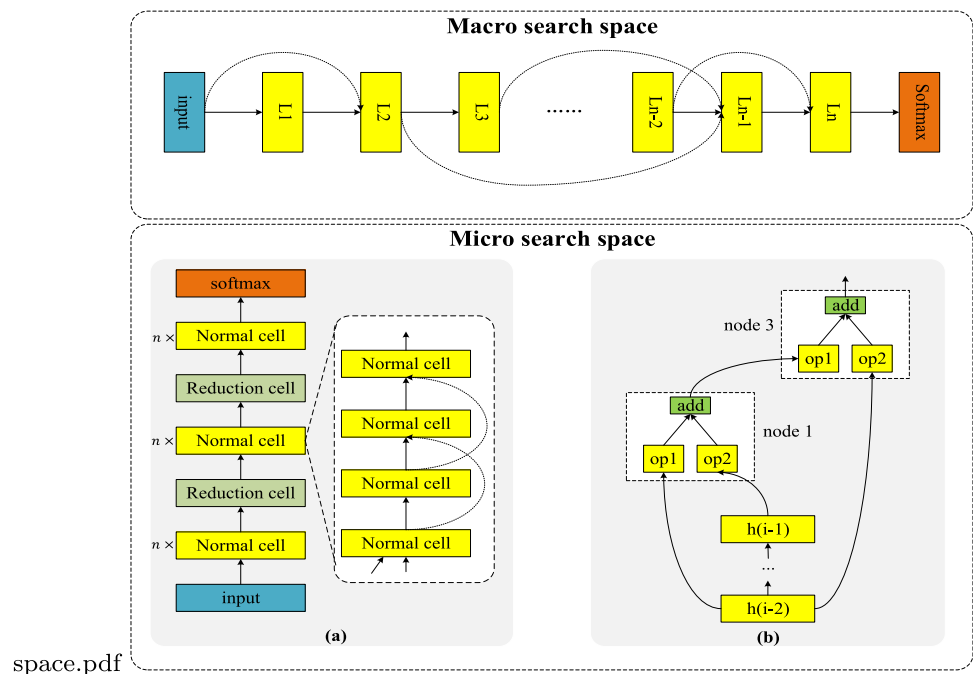 Macro search space
input
L1
L2
L3
......
Ln-2
Ln-1
Ln
Softmax
Micro search space
softmax
n × Normal cell
Reduction cell
n × Normal cell
Reduction cell
n × Normal cell
input
Normal cell
Normal cell
Normal cell
Normal cell
(a)
add
node 3
op1 op2
add
node 1
op1 op2
h(i-1)
...
h(i-2)
(b)
space.pdf